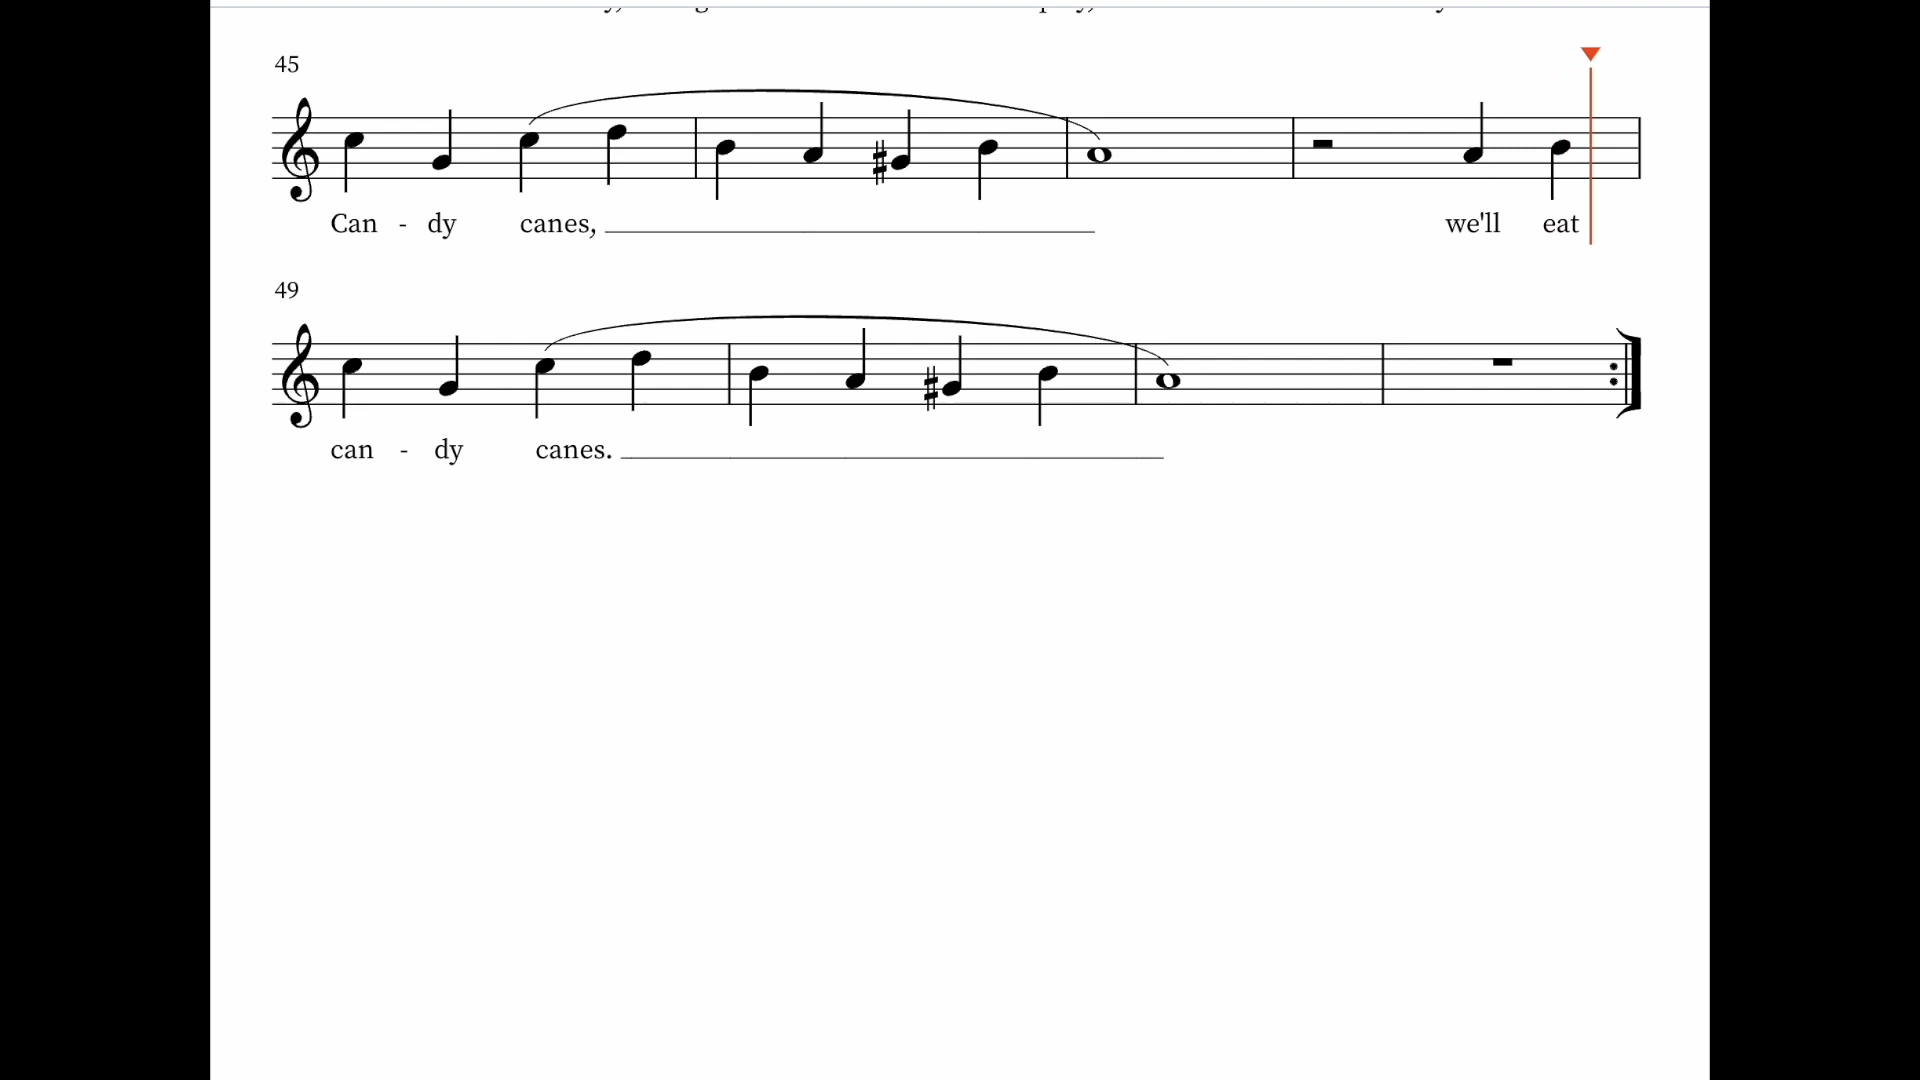 45
Can - dy canes, we'll eat
49
can - dy canes.